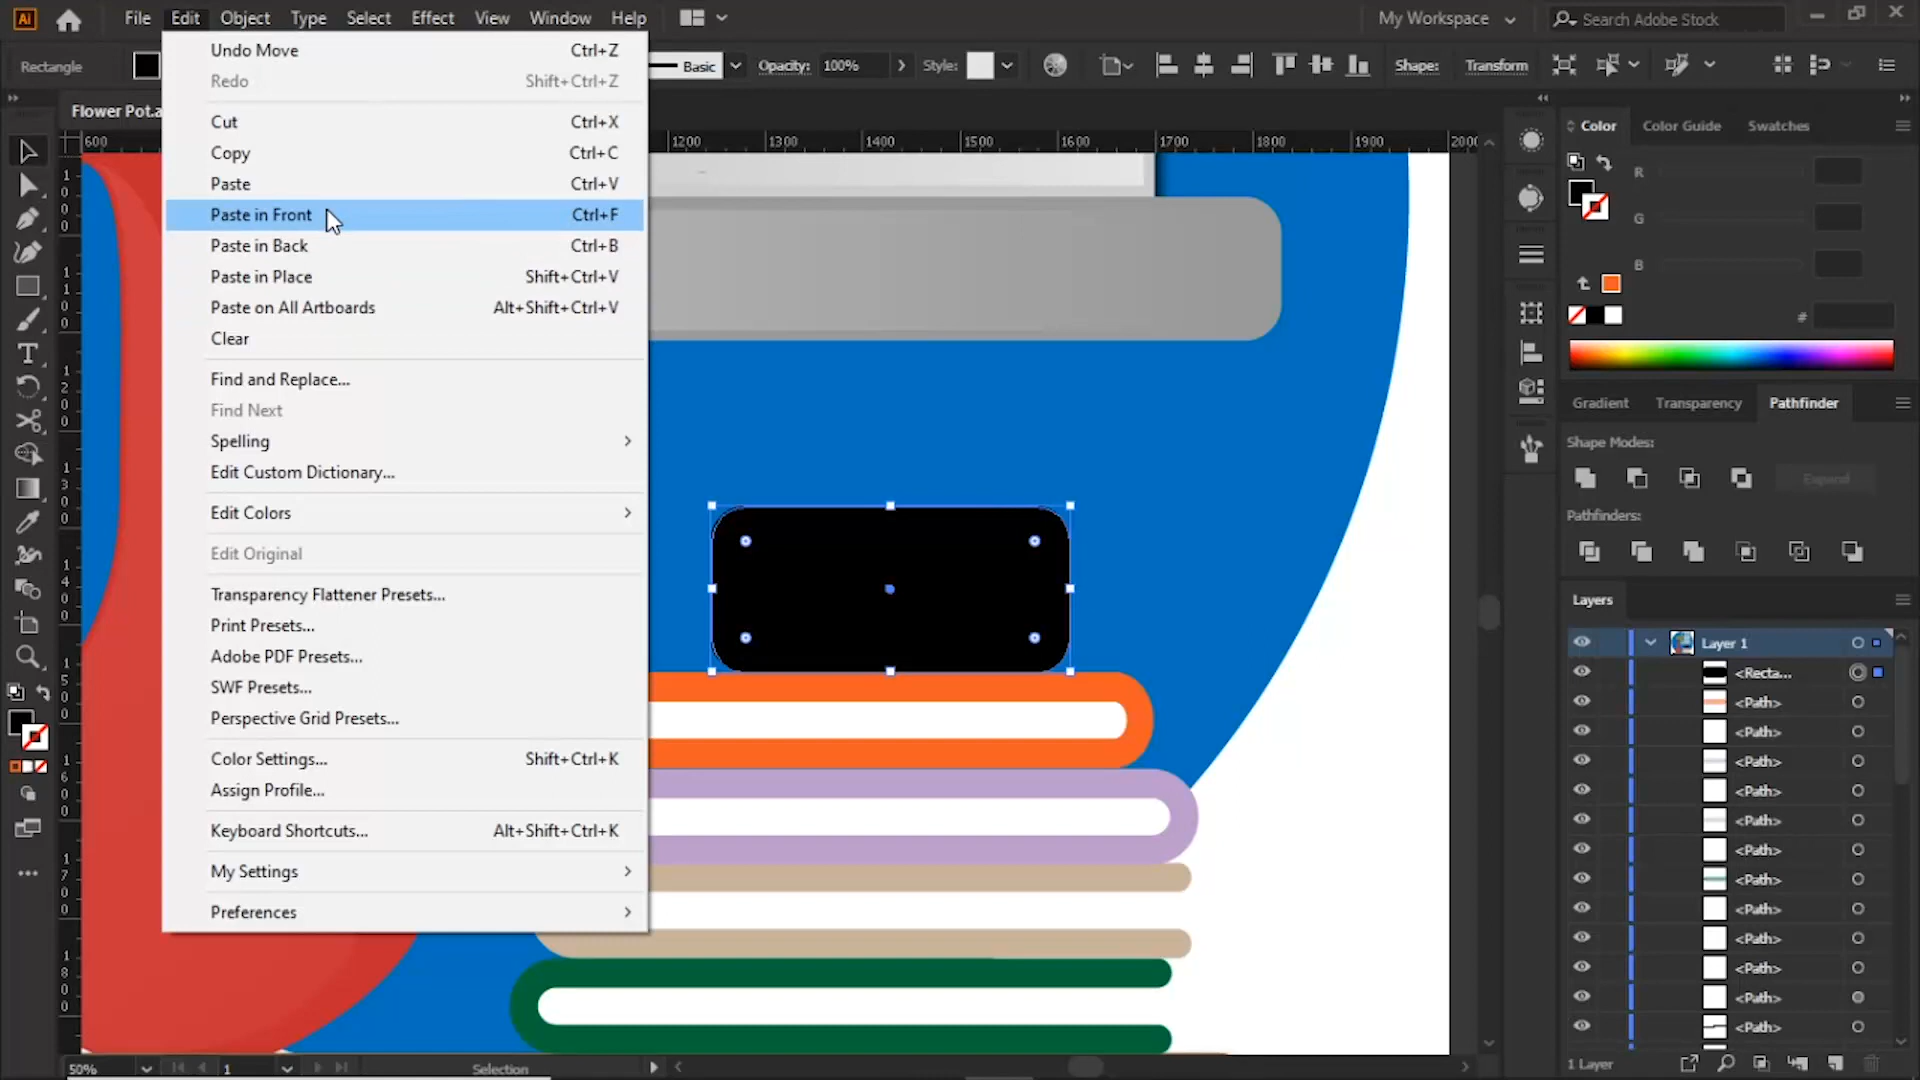 Ai File Edit Object Type Select Effect View Window Help My Workspace Search Adobe Stock
Rectangle Basic Opacity: 100% Style: Shape: Transform
Flower Pot.a
600 1200 1300 1400 1500 1600 1700 1800 1900 2000
Undo Move Ctrl+Z
Redo Shift+Ctrl+Z
Cut Ctrl+X
Copy Ctrl+C
Paste Ctrl+V
Paste in Front Ctrl+F
Paste in Back Ctrl+B
Paste in Place Shift+Ctrl+V
Paste on All Artboards Alt+Shift+Ctrl+V
Clear
Find and Replace...
Find Next
Spelling
Edit Custom Dictionary...
Edit Colors
Edit Original
Transparency Flattener Presets...
Print Presets...
Adobe PDF Presets...
SWF Presets...
Perspective Grid Presets...
Color Settings... Shift+Ctrl+K
Assign Profile...
Keyboard Shortcuts... Alt+Shift+Ctrl+K
My Settings
Preferences
Color Color Guide Swatches
R
G
B
#
Gradient Transparency Pathfinder
Shape Modes:
Expand
Pathfinders:
Layers
Layer 1
<Recta...
<Path>
<Path>
<Path>
<Path>
<Path>
<Path>
<Path>
<Path>
<Path>
<Path>
<Path>
<Path>
1 Layer
50% 1 Selection